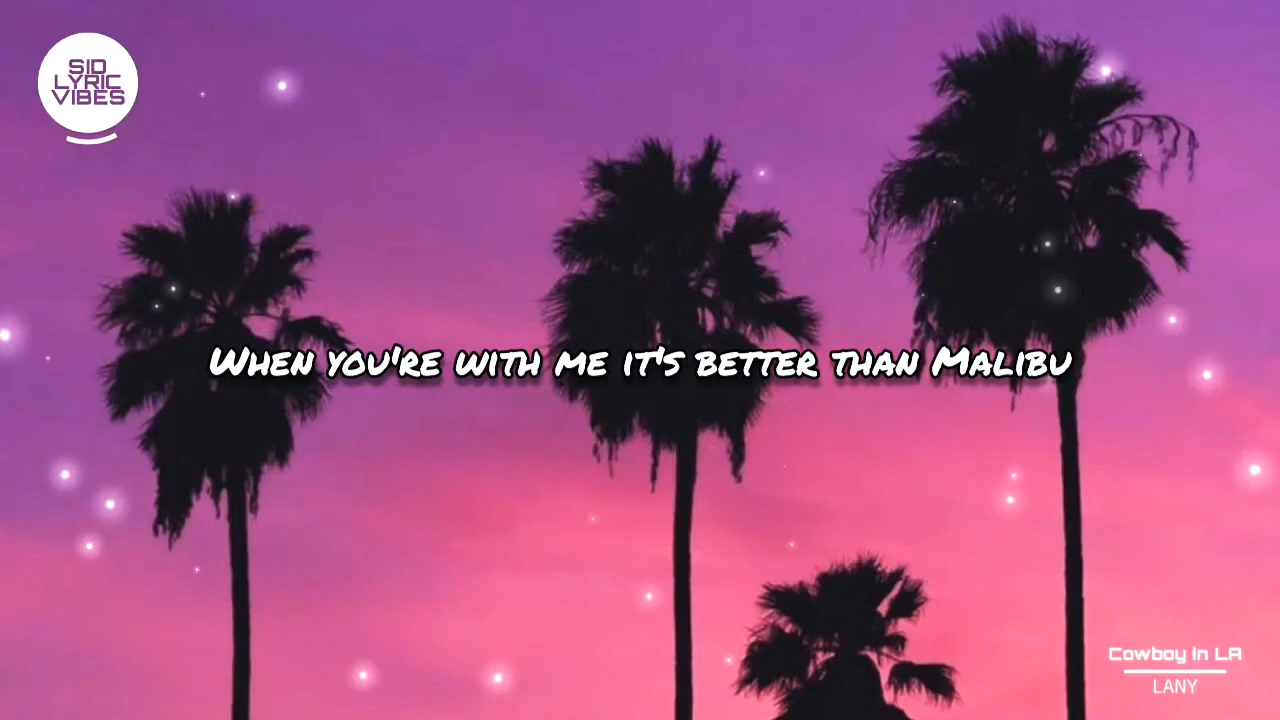 SID
LYRIC
VIBES
When you're with me it's better than Malibu
Cowboy in LA
LANY